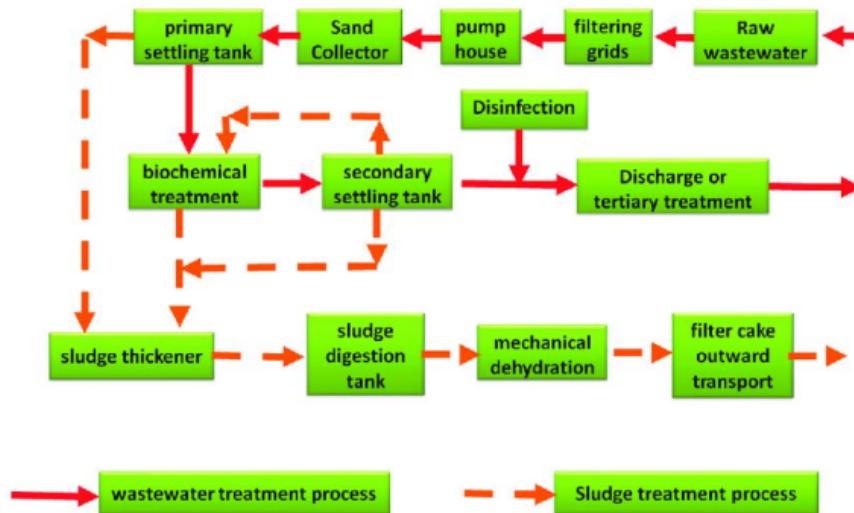 primary
settling tank
Sand
Collector
pump
house
filtering
grids
Raw
wastewater
Disinfection
biochemical
treatment
secondary
settling tank
Discharge or
tertiary treatment
sludge thickener
sludge
digestion
tank
mechanical
dehydration
filter cake
outward
transport
wastewater treatment process
Sludge treatment process